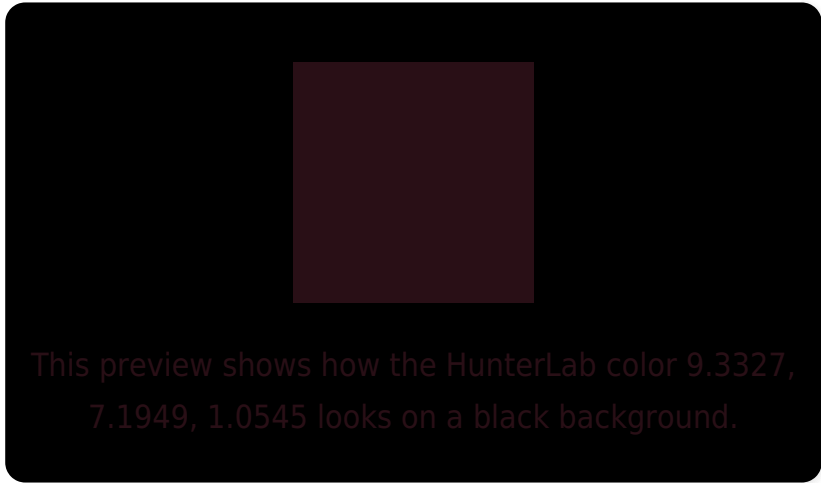 This preview shows how the HunterLab color 9.3327,
7.1949, 1.0545 looks on a black background.